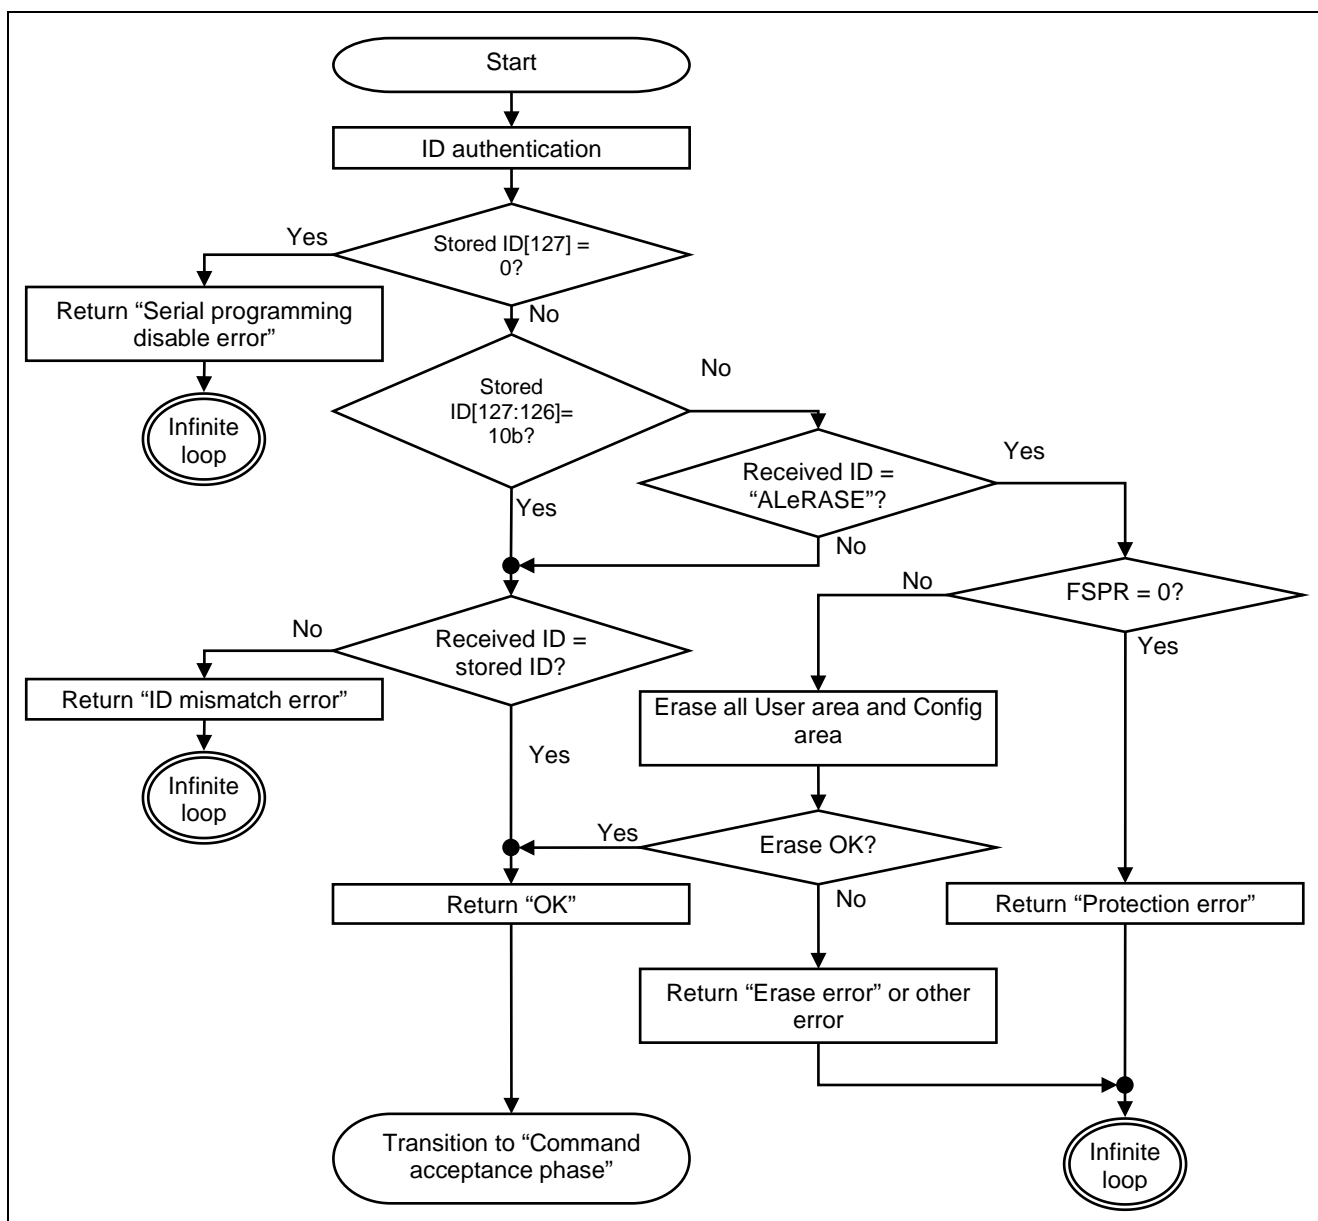 Start
ID authentication
Yes
Stored ID[127] =
0?
Return “Serial programming
disable error”
No
Infinite
loop
Stored
ID[127:126]=
10b?
No
Received ID =
“ALeRASE”?
Yes
Yes
No
No
FSPR = 0?
Yes
No
Received ID =
stored ID?
Return “ID mismatch error”
Erase all User area and Config
area
Yes
Infinite
loop
Yes
Erase OK?
No
Return “OK”
Return “Protection error”
Return “Erase error” or other
error
Transition to “Command
acceptance phase”
Infinite
loop